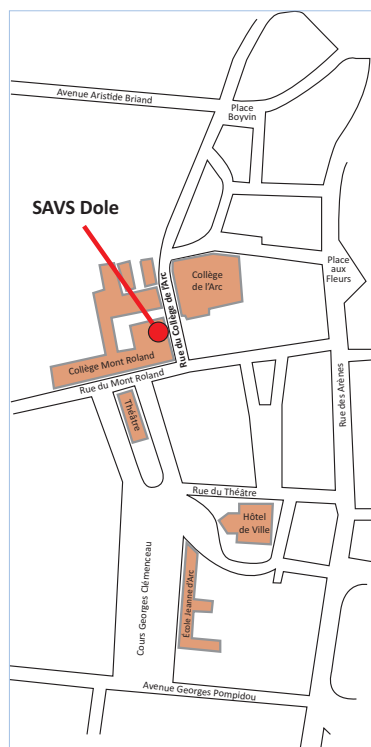 Avenue Aristide Briand
Place
Boyvin
SAVS Dole
Place
aux
Fleurs
Collège
de l'Arc
Rue du Collège de l'Arc
Collège Mont Roland
Rue du Mont Roland
Théâtre
Rue des Arènes
Rue du Théâtre
Hôtel
de Ville
Cours Georges Clémenceau
Ecole Jeanne d'Arc
Avenue Georges Pompidou